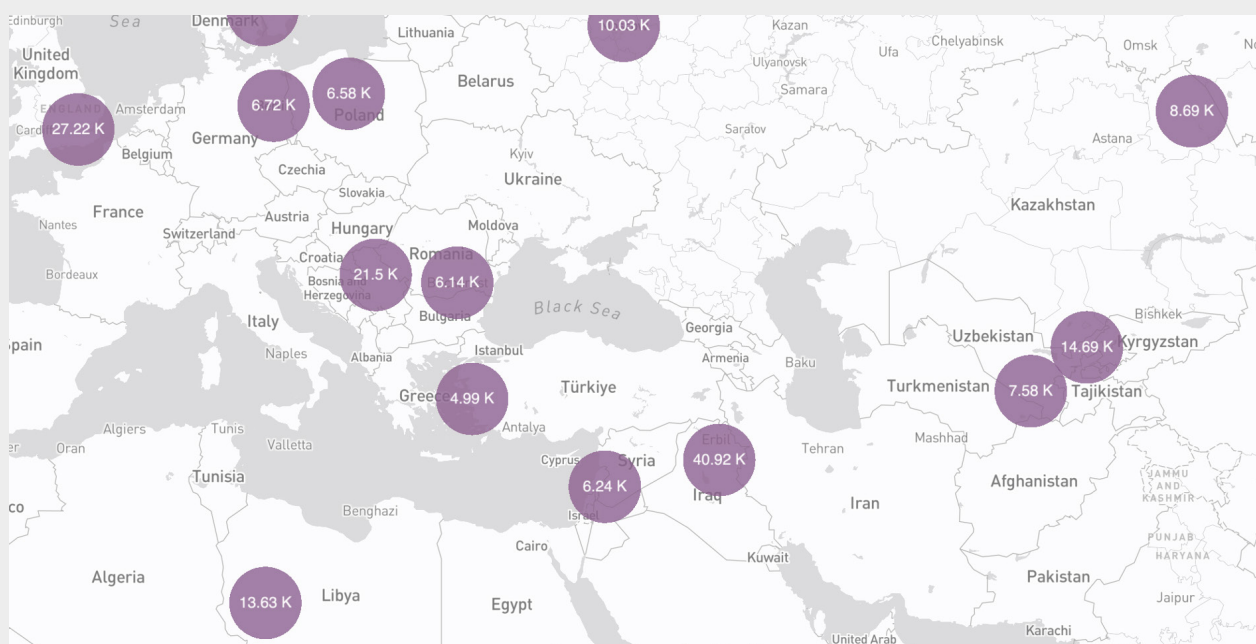 Edinburgh
Sea
Denmark
Lithuania
10.03 K
Kazan
Chelyabinsk
Omsk
United
Kingdom
Ufa
Ulyanovsk
Samara
Belarus
6.72 K
6.58 K
Poland
ENGLAND
Amsterdam
27.22 K
Germany
Belgium
Saratov
8.69 K
Astana
Kyiv
Czechia
Ukraine
Slovakia
France
Nantes
Austria
Switzerland
Hungary
Moldova
Kazakhstan
Croatia
Romania
Bordeaux
21.5 K
6.14 K
Bosnia and
Herzegovina
Black Sea
Bulgaria
Italy
Georgia
Bishkek
Uzbekistan
Kyrgyzstan
14.69 K
Spain
Naples
Albania
Istanbul
Armenia
Baku
Greece
4.99 K
Türkiye
Turkmenistan
7.58 K
Tajikistan
Antalya
Algiers
Tunis
Oran
Valletta
Mashhad
Tehran
Erbil
Cyprus
Syria
40.92 K
Tunisia
6.24 K
Iraq
Iran
Afghanistan
JAMMU
AND
KASHMIR
Benghazi
Israel
Cairo
Kuwait
PUNJAB
HARYANA
Algeria
13.63 K
Libya
Egypt
Pakistan
Jaipur
Karachi
United Arab